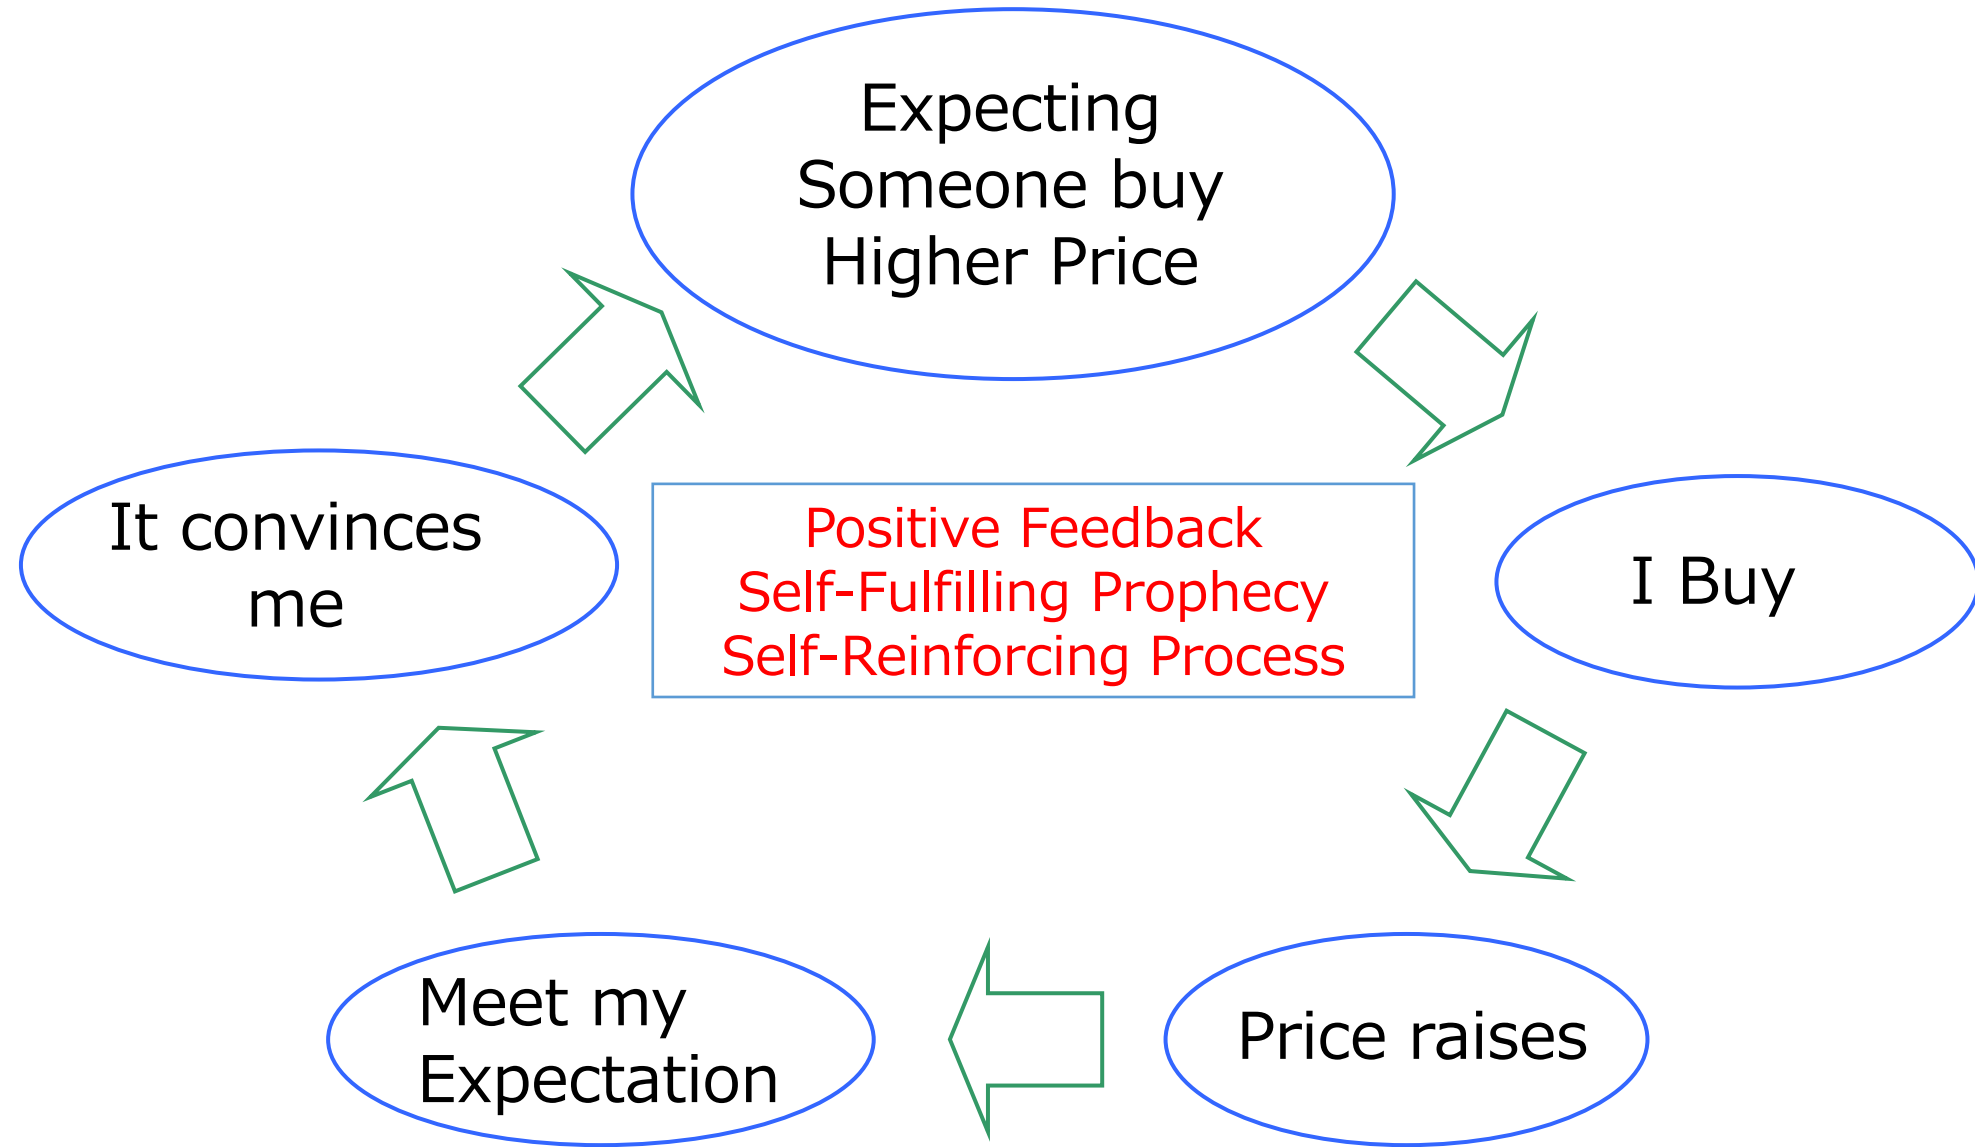 Expecting
Someone buy
Higher Price
It convinces
me
Positive Feedback
Self-Fulfilling Prophecy
Self-Reinforcing Process
I Buy
Meet my
Expectation
Price raises